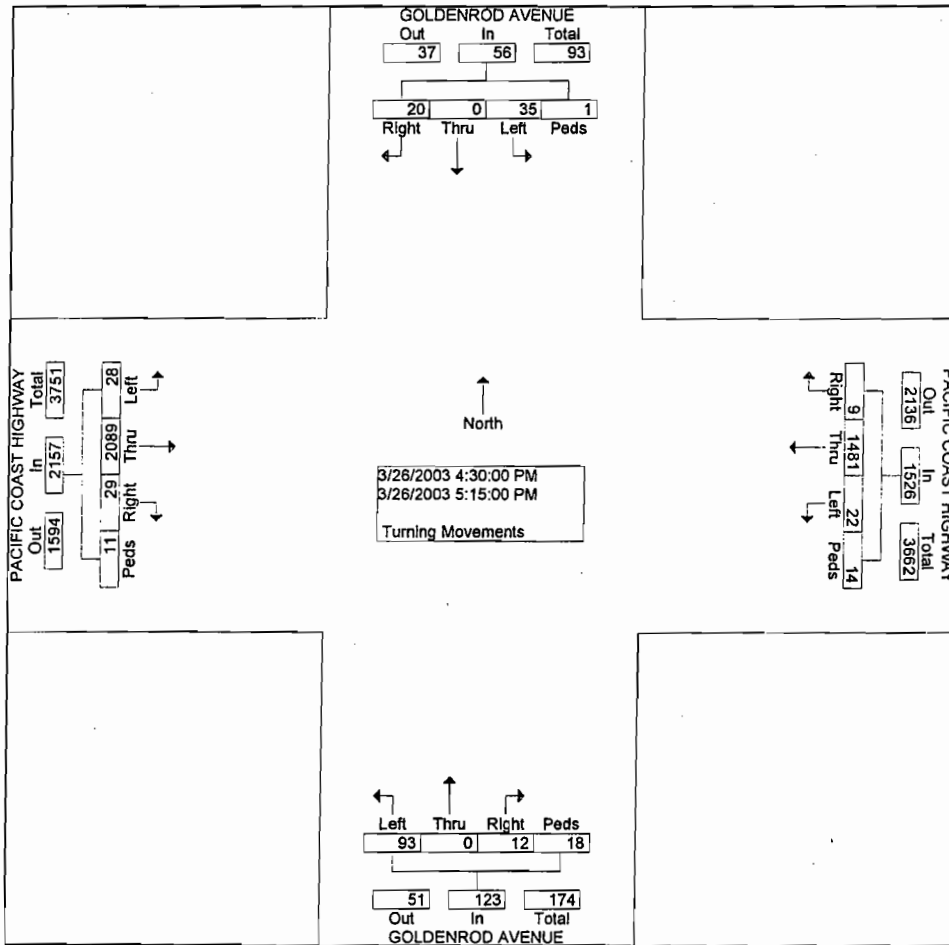 GOLDENROD AVENUE
Out In Total
37 56 93
20 0 35 1
Right Thru Left Peds
PACIFIC COAST HIGHWAY
Total In Out
3751 2157 1594
28 2089 29 11
Left Thru Right Peds
North
3/26/2003 4:30:00 PM
3/26/2003 5:15:00 PM
Turning Movements
Right Thru Left Peds
9 1481 22 14
Out In Total
2136 1526 3662
PACIFIC COAST HIGHWAY
Left Thru Right Peds
93 0 12 18
51 123 174
Out In Total
GOLDENROD AVENUE